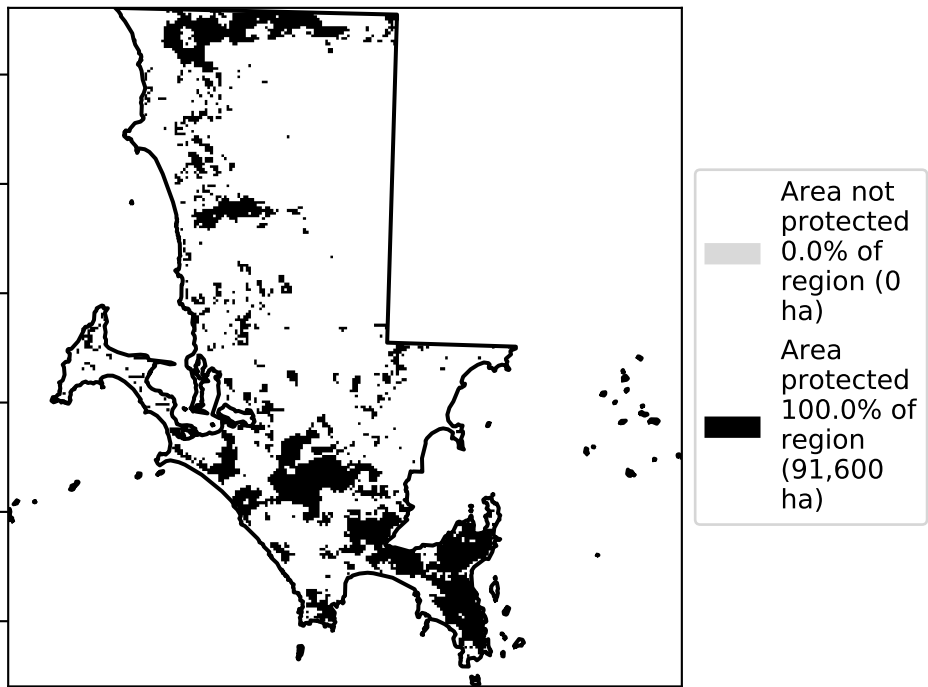 Area not
protected
0.0% of
region (0
ha)
Area
protected
100.0% of
region
(91,600
ha)